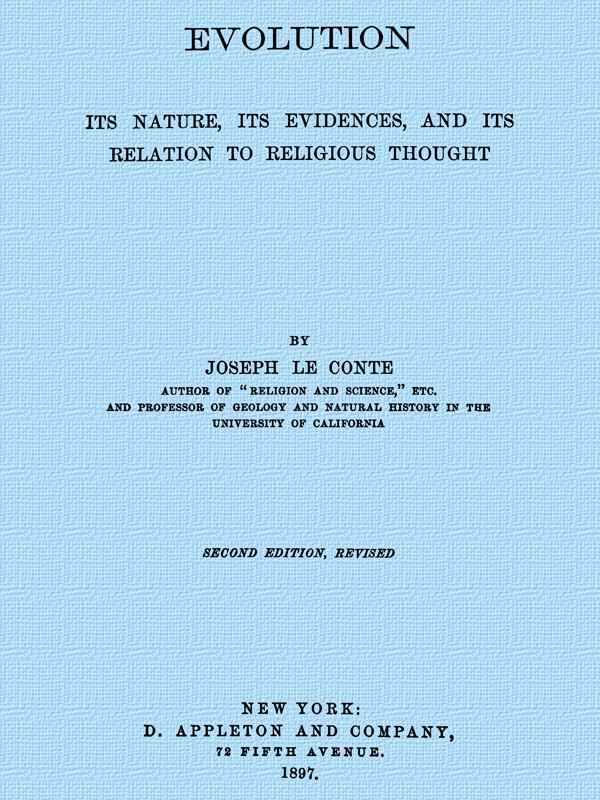 EVOLUTION
ITS NATURE, ITS EVIDENCES, AND ITS
RELATION TO RELIGIOUS THOUGHT
BY
JOSEPH LE CONTE
AUTHOR OF “RELIGION AND SCIENCE,” ETC.
AND PROFESSOR OF GEOLOGY AND NATURAL HISTORY IN THE
UNIVERSITY OF CALIFORNIA
SECOND EDITION, REVISED
NEW YORK:
D. APPLETON AND COMPANY,
72 FIFTH AVENUE.
1897.